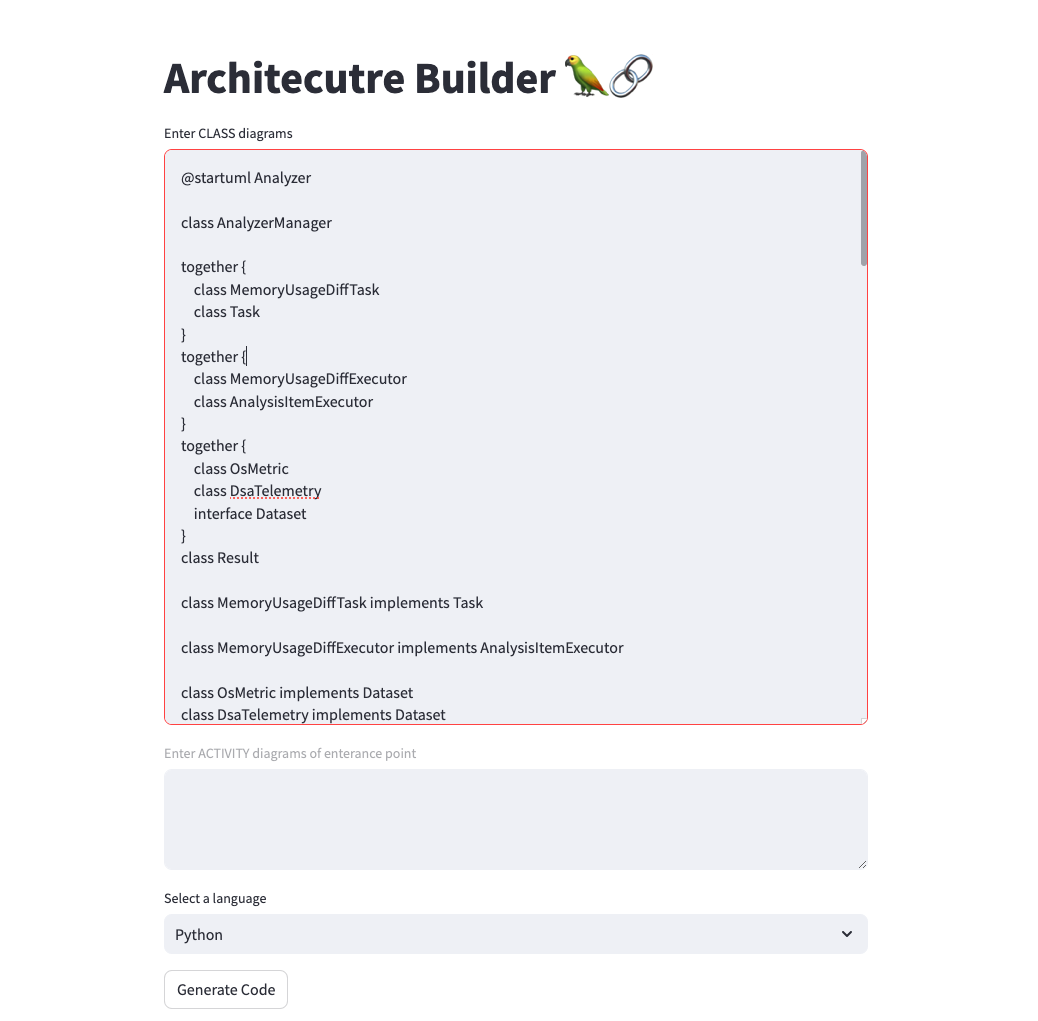 Architecutre Builder 🦜🔗
Enter CLASS diagrams
@startuml Analyzer
class AnalyzerManager
together {
class MemoryUsageDiffTask
class Task
}
together {
class MemoryUsageDiffExecutor
class AnalysisItemExecutor
}
together {
class OsMetric
class DsaTelemetry
interface Dataset
}
class Result
class MemoryUsageDiffTask implements Task
class MemoryUsageDiffExecutor implements AnalysisItemExecutor
class OsMetric implements Dataset
class DsaTelemetry implements Dataset
Enter ACTIVITY diagrams of enterance point
Select a language
Python
Generate Code